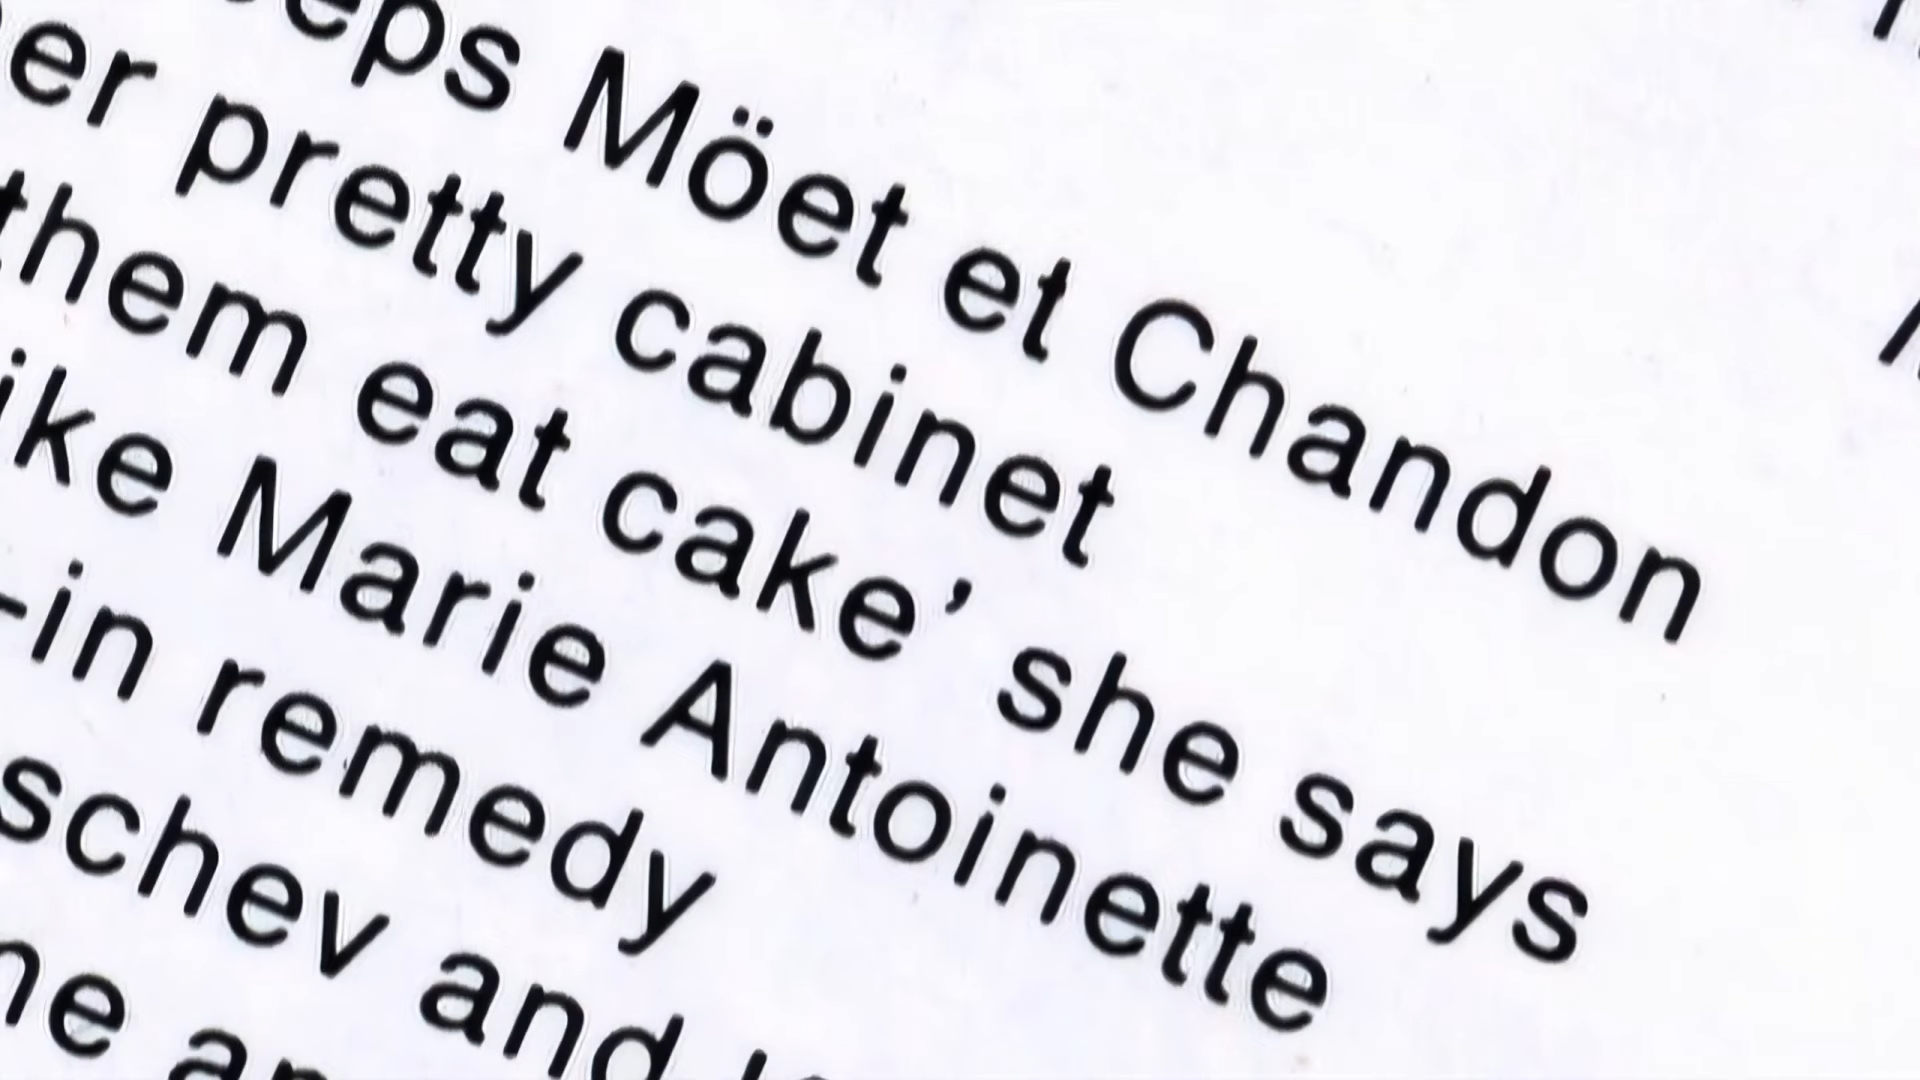 eps Möet et Chandon
er pretty cabinet
them eat cake’ she says
ike Marie Antoinette
-in remedy
schev and
ne